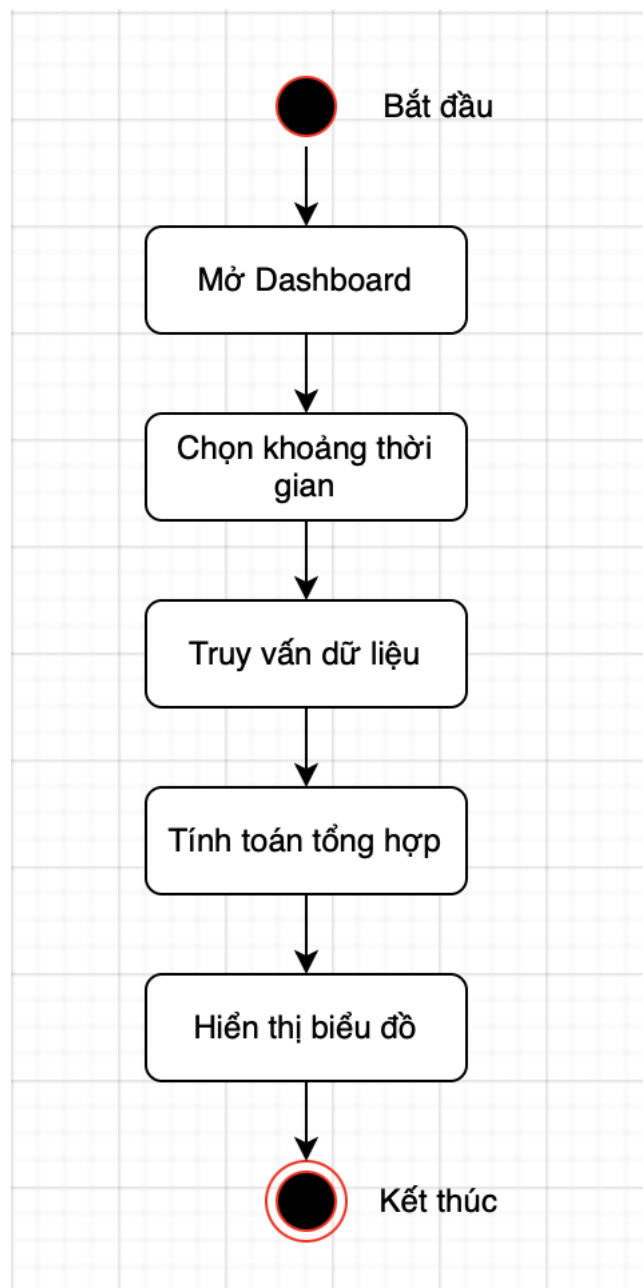 Bắt đầu
Mở Dashboard
Chọn khoảng thời
gian
Truy vấn dữ liệu
Tính toán tổng hợp
Hiển thị biểu đồ
Kết thúc